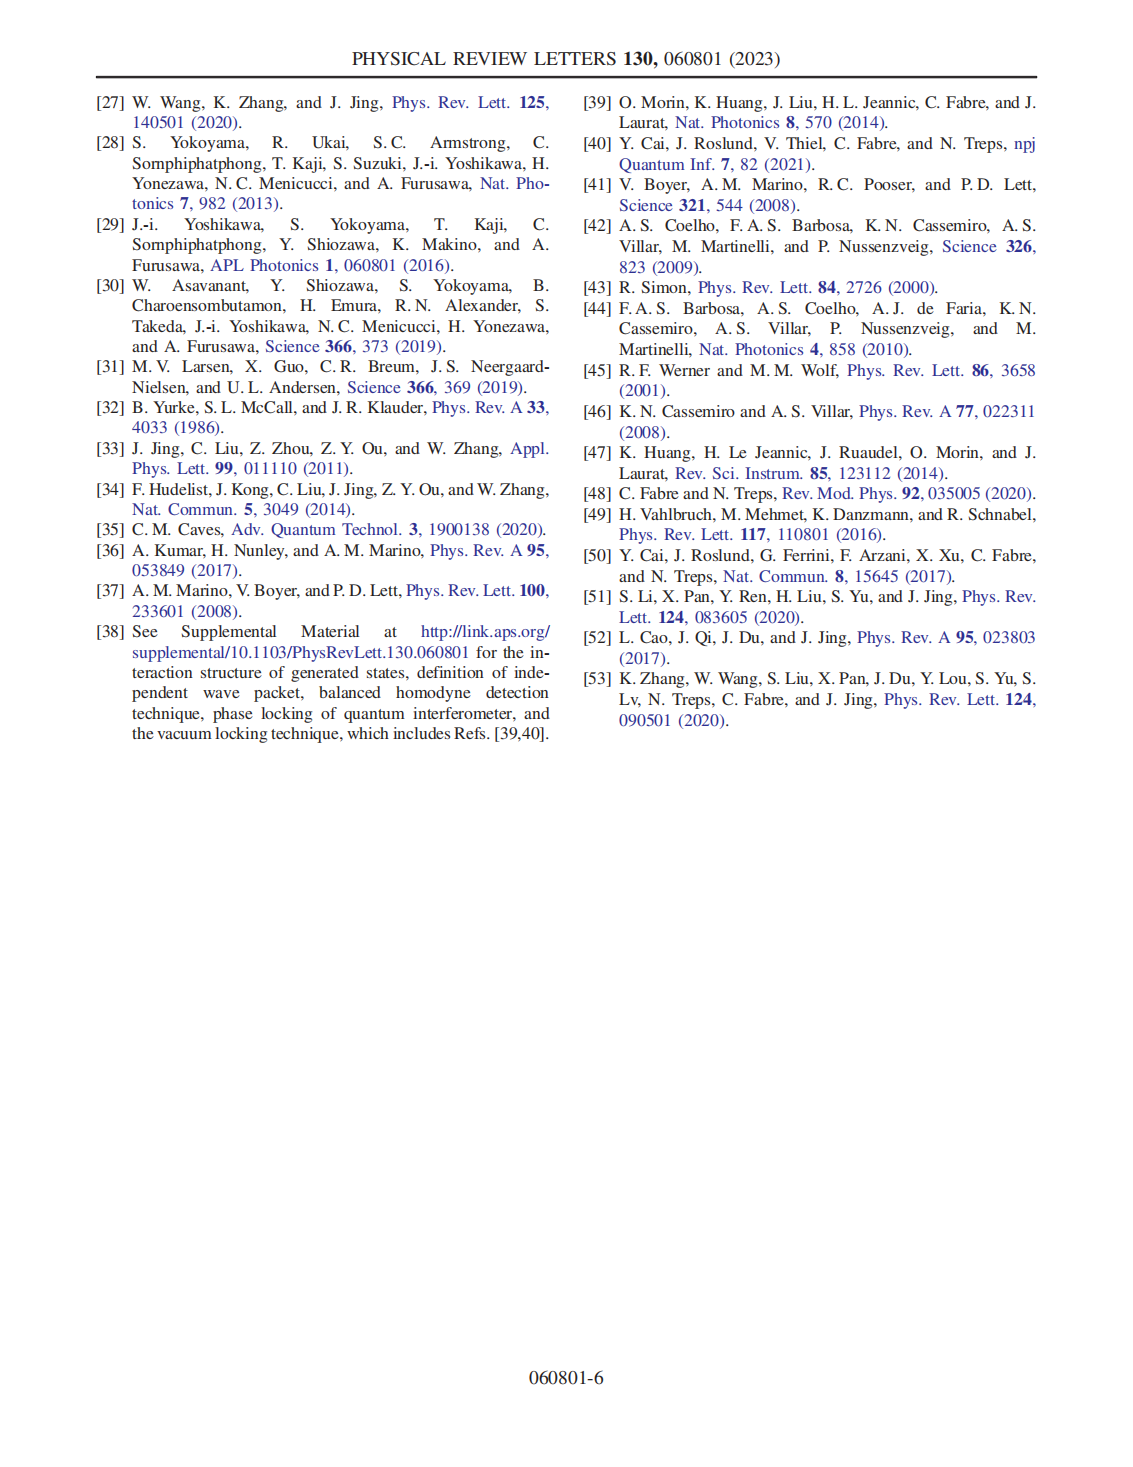 PHYSICAL REVIEW LETTERS 130, 060801 (2023)
[27] W. Wang, K. Zhang, and J. Jing, Phys. Rev. Lett. 125,
140501 (2020).
[28] S. Yokoyama, R. Ukai, S. C. Armstrong, C.
Sornphiphatphong, T. Kaji, S. Suzuki, J.-i. Yoshikawa, H.
Yonezawa, N. C. Menicucci, and A. Furusawa, Nat. Pho-
tonics 7, 982 (2013).
[29] J.-i. Yoshikawa, S. Yokoyama, T. Kaji, C.
Sornphiphatphong, Y. Shiozawa, K. Makino, and A.
Furusawa, APL Photonics 1, 060801 (2016).
[30] W. Asavanant, Y. Shiozawa, S. Yokoyama, B.
Charoensombutamon, H. Emura, R. N. Alexander, S.
Takeda, J.-i. Yoshikawa, N. C. Menicucci, H. Yonezawa,
and A. Furusawa, Science 366, 373 (2019).
[31] M. V. Larsen, X. Guo, C. R. Breum, J. S. Neergaard-
Nielsen, and U. L. Andersen, Science 366, 369 (2019).
[32] B. Yurke, S. L. McCall, and J. R. Klauder, Phys. Rev. A 33,
4033 (1986).
[33] J. Jing, C. Liu, Z. Zhou, Z. Y. Ou, and W. Zhang, Appl.
Phys. Lett. 99, 011110 (2011).
[34] F. Hudelist, J. Kong, C. Liu, J. Jing, Z. Y. Ou, and W. Zhang,
Nat. Commun. 5, 3049 (2014).
[35] C. M. Caves, Adv. Quantum Technol. 3, 1900138 (2020).
[36] A. Kumar, H. Nunley, and A. M. Marino, Phys. Rev. A 95,
053849 (2017).
[37] A. M. Marino, V. Boyer, and P. D. Lett, Phys. Rev. Lett. 100,
233601 (2008).
[38] See Supplemental Material at http://link.aps.org/
supplemental/10.1103/PhysRevLett.130.060801 for the in-
teraction structure of generated states, definition of inde-
pendent wave packet, balanced homodyne detection
technique, phase locking of quantum interferometer, and
the vacuum locking technique, which includes Refs. [39,40].
[39] O. Morin, K. Huang, J. Liu, H. L. Jeannic, C. Fabre, and J.
Laurat, Nat. Photonics 8, 570 (2014).
[40] Y. Cai, J. Roslund, V. Thiel, C. Fabre, and N. Treps, npj
Quantum Inf. 7, 82 (2021).
[41] V. Boyer, A. M. Marino, R. C. Pooser, and P. D. Lett,
Science 321, 544 (2008).
[42] A. S. Coelho, F. A. S. Barbosa, K. N. Cassemiro, A. S.
Villar, M. Martinelli, and P. Nussenzveig, Science 326,
823 (2009).
[43] R. Simon, Phys. Rev. Lett. 84, 2726 (2000).
[44] F. A. S. Barbosa, A. S. Coelho, A. J. de Faria, K. N.
Cassemiro, A. S. Villar, P. Nussenzveig, and M.
Martinelli, Nat. Photonics 4, 858 (2010).
[45] R. F. Werner and M. M. Wolf, Phys. Rev. Lett. 86, 3658
(2001).
[46] K. N. Cassemiro and A. S. Villar, Phys. Rev. A 77, 022311
(2008).
[47] K. Huang, H. Le Jeannic, J. Ruaudel, O. Morin, and J.
Laurat, Rev. Sci. Instrum. 85, 123112 (2014).
[48] C. Fabre and N. Treps, Rev. Mod. Phys. 92, 035005 (2020).
[49] H. Vahlbruch, M. Mehmet, K. Danzmann, and R. Schnabel,
Phys. Rev. Lett. 117, 110801 (2016).
[50] Y. Cai, J. Roslund, G. Ferrini, F. Arzani, X. Xu, C. Fabre,
and N. Treps, Nat. Commun. 8, 15645 (2017).
[51] S. Li, X. Pan, Y. Ren, H. Liu, S. Yu, and J. Jing, Phys. Rev.
Lett. 124, 083605 (2020).
[52] L. Cao, J. Qi, J. Du, and J. Jing, Phys. Rev. A 95, 023803
(2017).
[53] K. Zhang, W. Wang, S. Liu, X. Pan, J. Du, Y. Lou, S. Yu, S.
Lv, N. Treps, C. Fabre, and J. Jing, Phys. Rev. Lett. 124,
090501 (2020).
060801-6